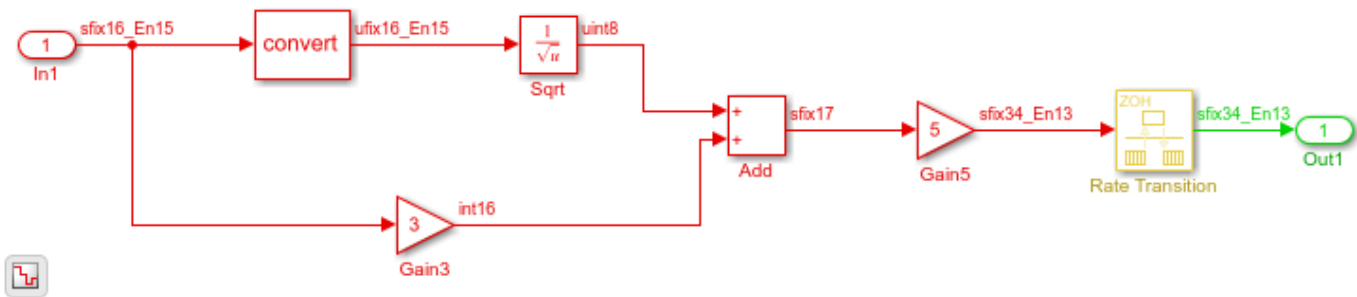 sfix16_En15
1
In1
convert
ufix16_En15
1
√u
Sqrt
uint8
+
+
Add
sfix17
5
Gain5
sfix34_En13
ZOH
Rate Transition
sfix34_En13
1
Out1
3
Gain3
int16